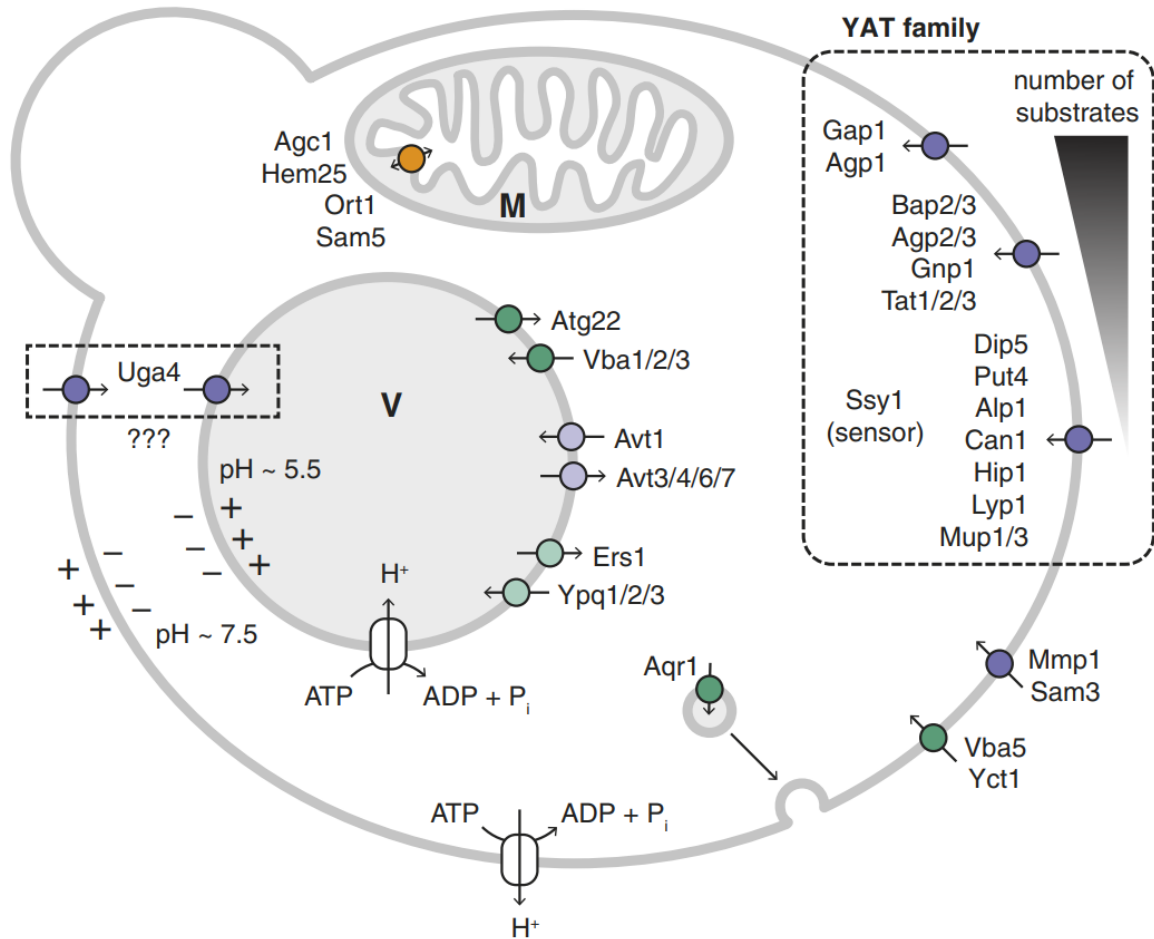 YAT family
number of
substrates
Gap1
Agp1
Bap2/3
Agp2/3
Gnp1
Tat1/2/3
Dip5
Put4
Alp1
Can1
Hip1
Lyp1
Mup1/3
Ssy1
(sensor)
Agc1
Hem25
Ort1
Sam5
M
Atg22
Vba1/2/3
Uga4
???
V
Avt1
Avt3/4/6/7
pH ~ 5.5
+
+
+
−
−
−
Ers1
Ypq1/2/3
−
−
−
+
+
+
pH ~ 7.5
H⁺
ATP
ADP + Pᵢ
Aqr1
Mmp1
Sam3
Vba5
Yct1
ATP
ADP + Pᵢ
H⁺